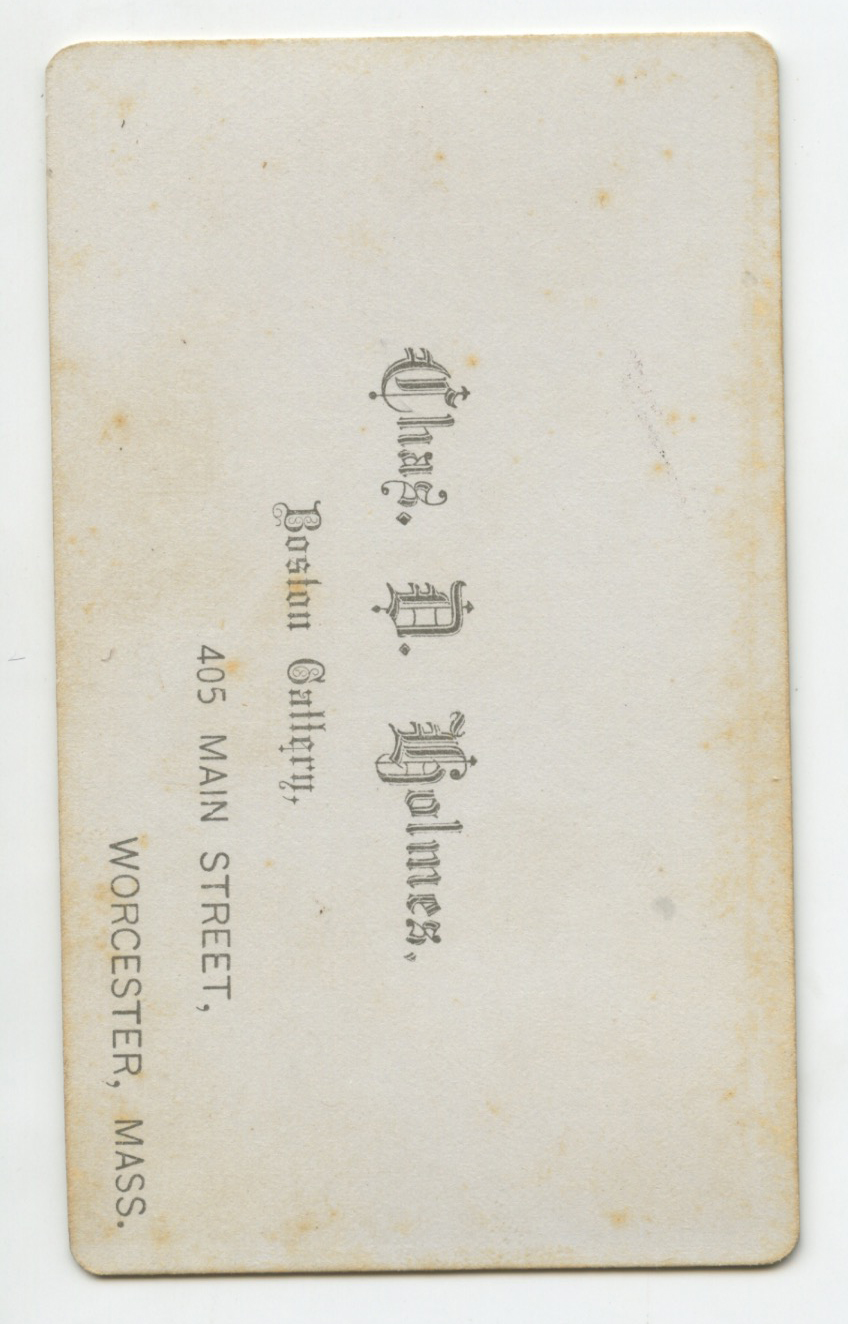 Chas. D. Holmes.
Boston Gallery,
405 MAIN STREET,
WORCESTER, MASS.